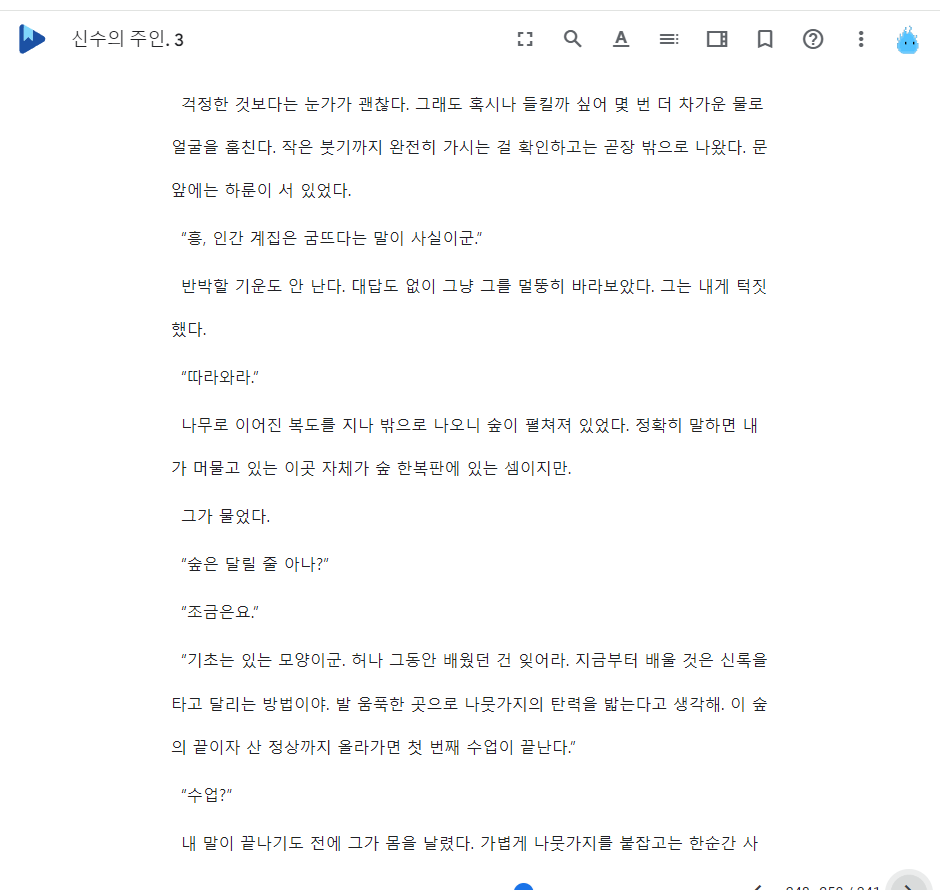 신수의 주인. 3
걱정한 것보다는 눈가가 괜찮다. 그래도 혹시나 들킬까 싶어 몇 번 더 차가운 물로
얼굴을 훔친다. 작은 붓기까지 완전히 가시는 걸 확인하고는 곧장 밖으로 나왔다. 문
앞에는 하룬이 서 있었다.
“흥, 인간 계집은 굼뜨다는 말이 사실이군.”
반박할 기운도 안 난다. 대답도 없이 그냥 그를 멀뚱히 바라보았다. 그는 내게 턱짓
했다.
“따라와라.”
나무로 이어진 복도를 지나 밖으로 나오니 숲이 펼쳐져 있었다. 정확히 말하면 내
가 머물고 있는 이곳 자체가 숲 한복판에 있는 셈이지만.
그가 물었다.
“숲은 달릴 줄 아나?”
“조금은요.”
“기초는 있는 모양이군. 허나 그동안 배웠던 건 잊어라. 지금부터 배울 것은 신록을
타고 달리는 방법이야. 발 움푹한 곳으로 나뭇가지의 탄력을 밟는다고 생각해. 이 숲
의 끝이자 산 정상까지 올라가면 첫 번째 수업이 끝난다.”
“수업?”
내 말이 끝나기도 전에 그가 몸을 날렸다. 가볍게 나뭇가지를 붙잡고는 한순간 사